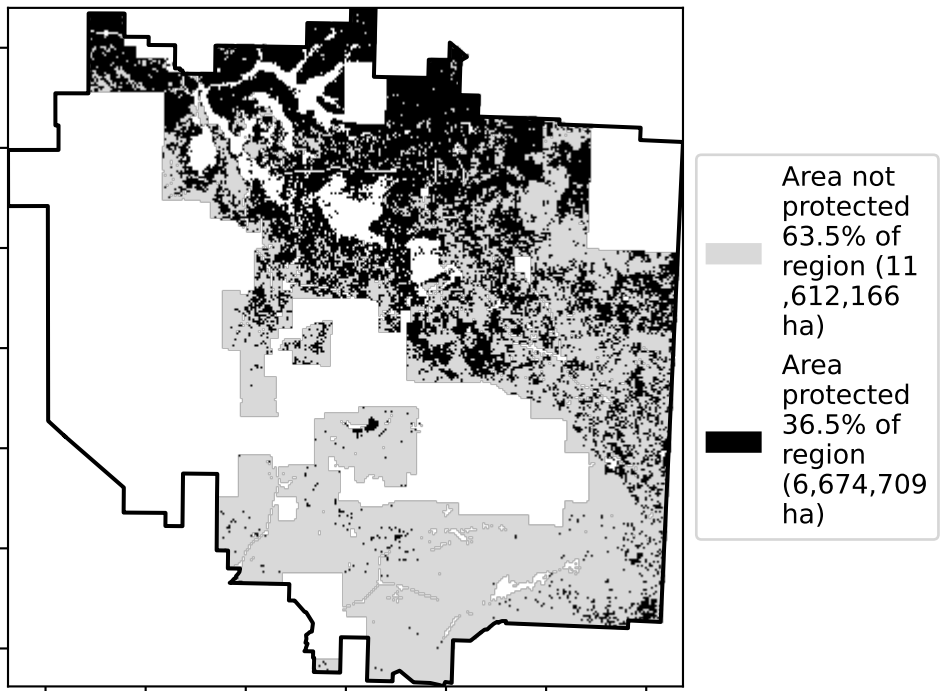 Area not
protected
63.5% of
region (11
,612,166
ha)
Area
protected
36.5% of
region
(6,674,709
ha)